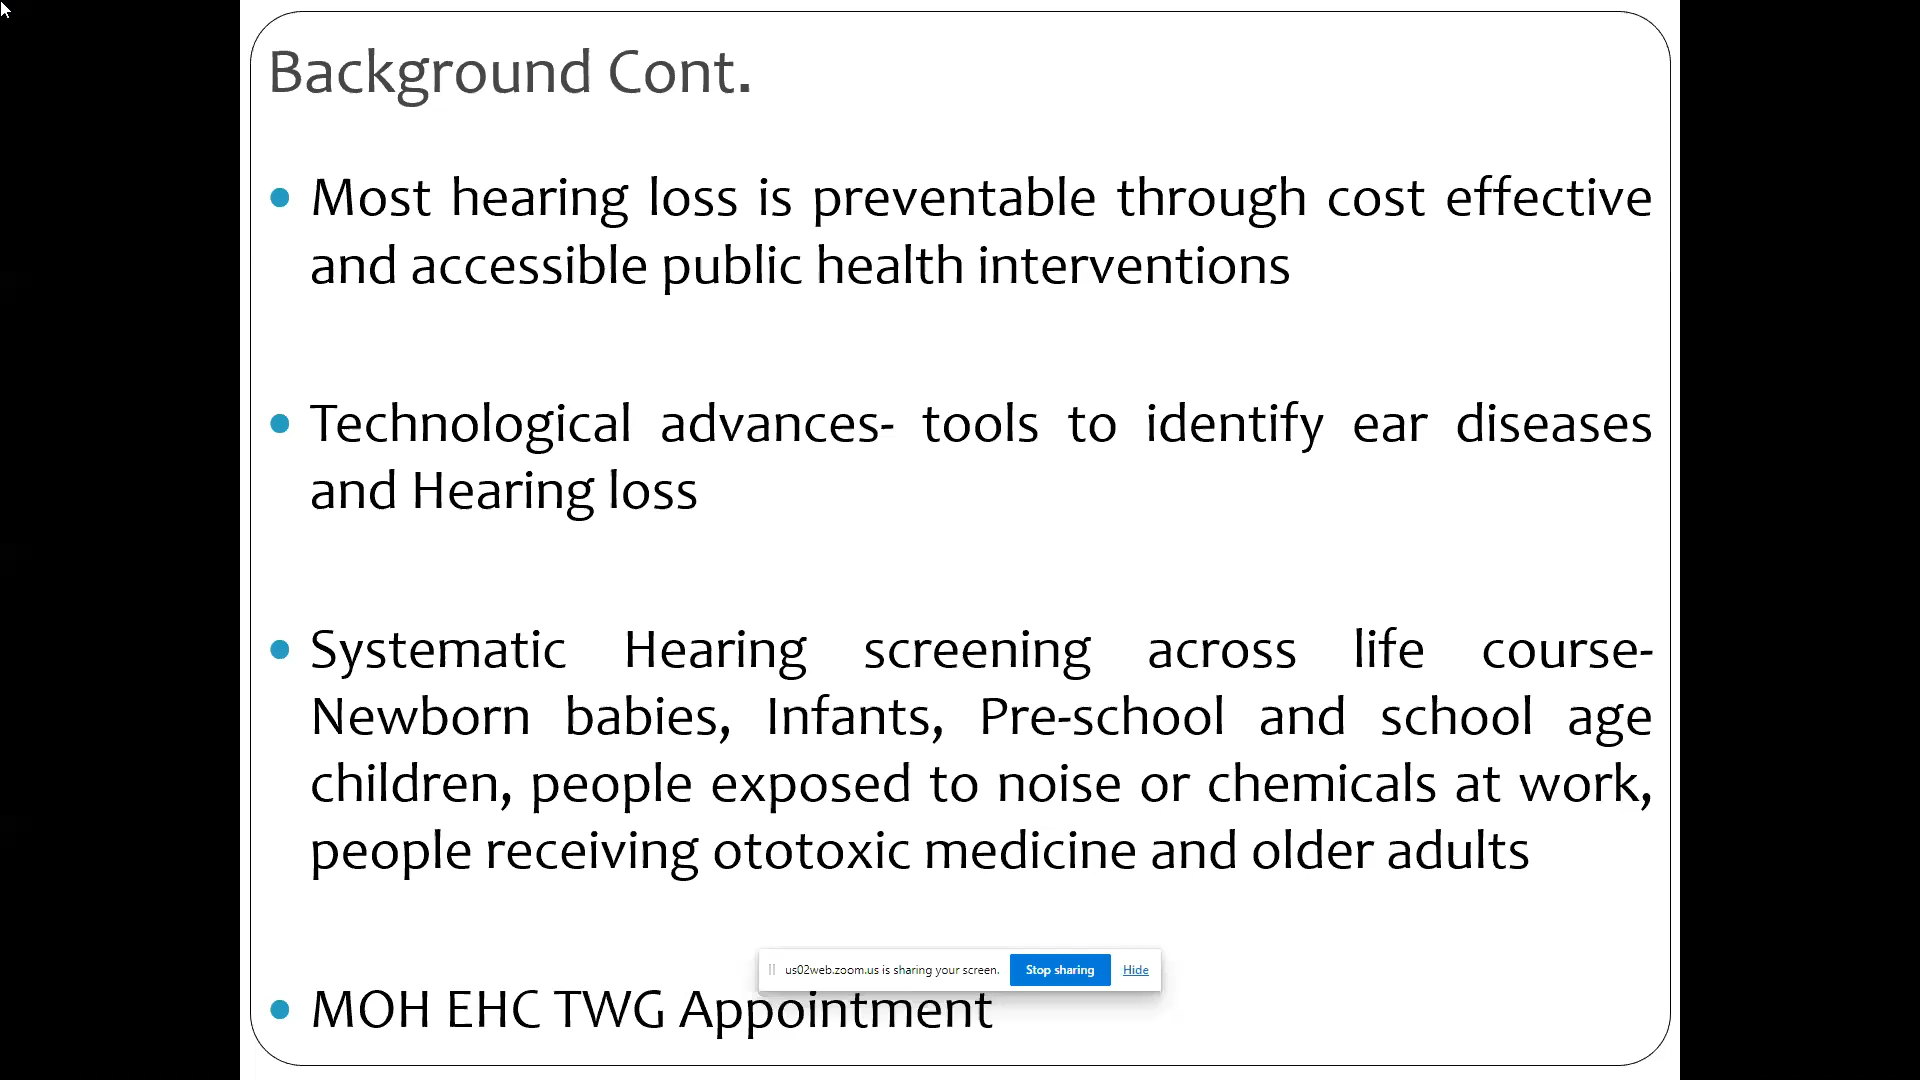 Background Cont.
Most hearing loss is preventable through cost effective
and accessible public health interventions
Technological advances- tools to identify ear diseases
and Hearing loss
Systematic Hearing screening across life course-
Newborn babies, Infants, Pre-school and school age
children, people exposed to noise or chemicals at work,
people receiving ototoxic medicine and older adults
us02web.zoom.us is sharing your screen. Stop sharing Hide
MOH EHC TWG Appointment